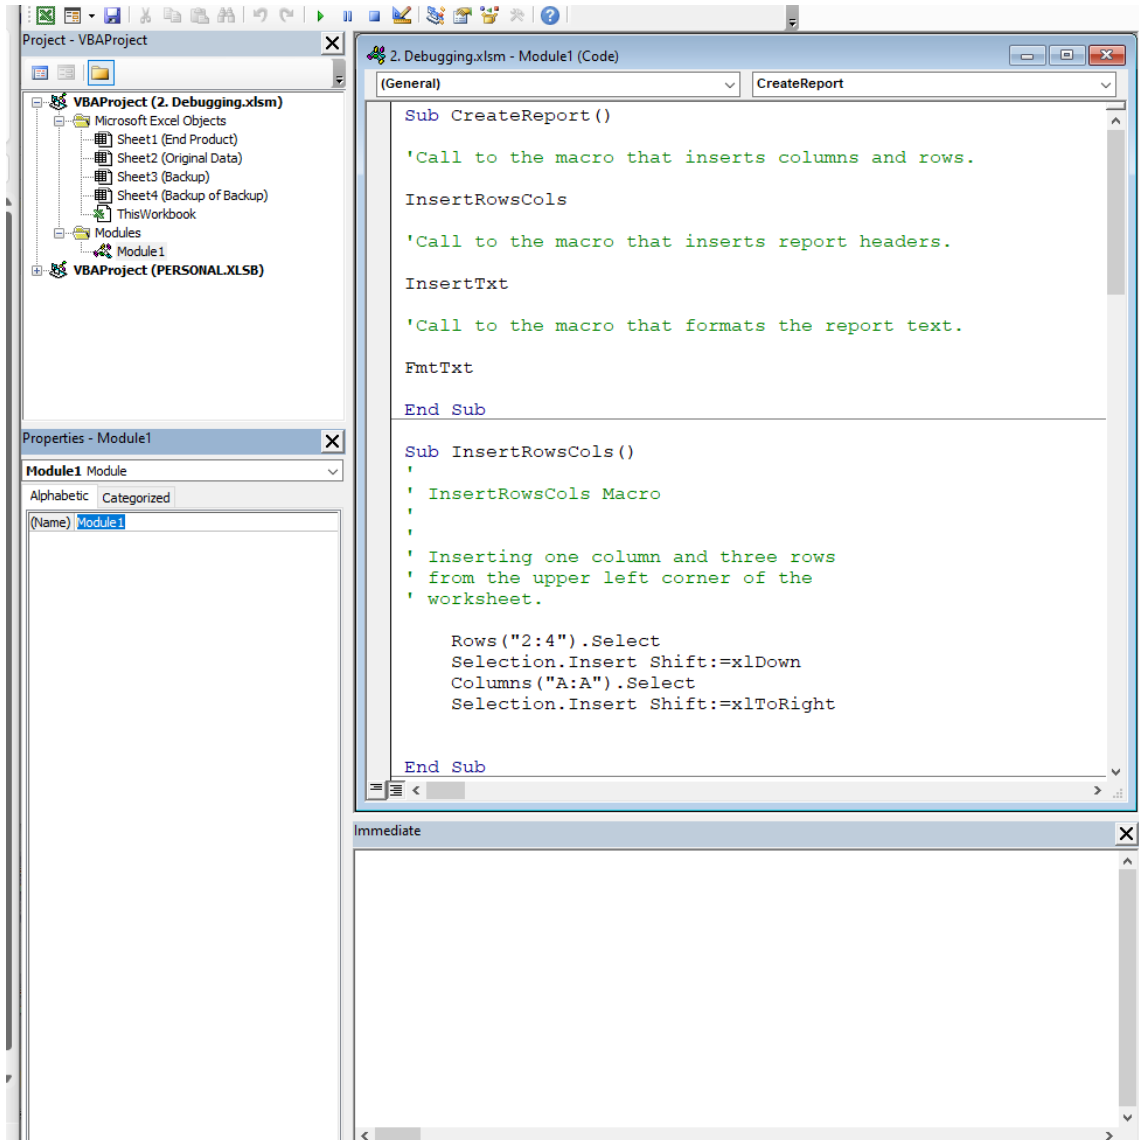 Project - VBAProject
VBAProject (2. Debugging.xlsm)
Microsoft Excel Objects
Sheet1 (End Product)
Sheet2 (Original Data)
Sheet3 (Backup)
Sheet4 (Backup of Backup)
ThisWorkbook
Modules
Module1
VBAProject (PERSONAL.XLSB)
Properties - Module1
Module1 Module
Alphabetic Categorized
(Name) Module1
2. Debugging.xlsm - Module1 (Code)
(General) CreateReport
Sub CreateReport()
'Call to the macro that inserts columns and rows.
InsertRowsCols
'Call to the macro that inserts report headers.
InsertTxt
'Call to the macro that formats the report text.
FmtTxt
End Sub
Sub InsertRowsCols()
'
' InsertRowsCols Macro
'
'
' Inserting one column and three rows
' from the upper left corner of the
' worksheet.
Rows("2:4").Select
Selection.Insert Shift:=xlDown
Columns("A:A").Select
Selection.Insert Shift:=xlToRight
End Sub
Immediate